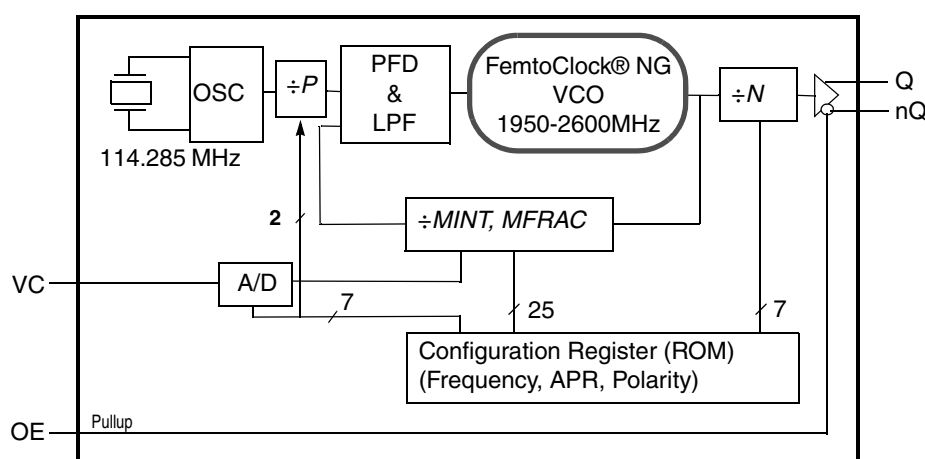 OSC
÷P
PFD
&
LPF
FemtoClock® NG
VCO
1950-2600MHz
÷N
Q
nQ
114.285 MHz
2
÷MINT, MFRAC
VC
A/D
7
25
7
Configuration Register (ROM)
(Frequency, APR, Polarity)
OE
Pullup